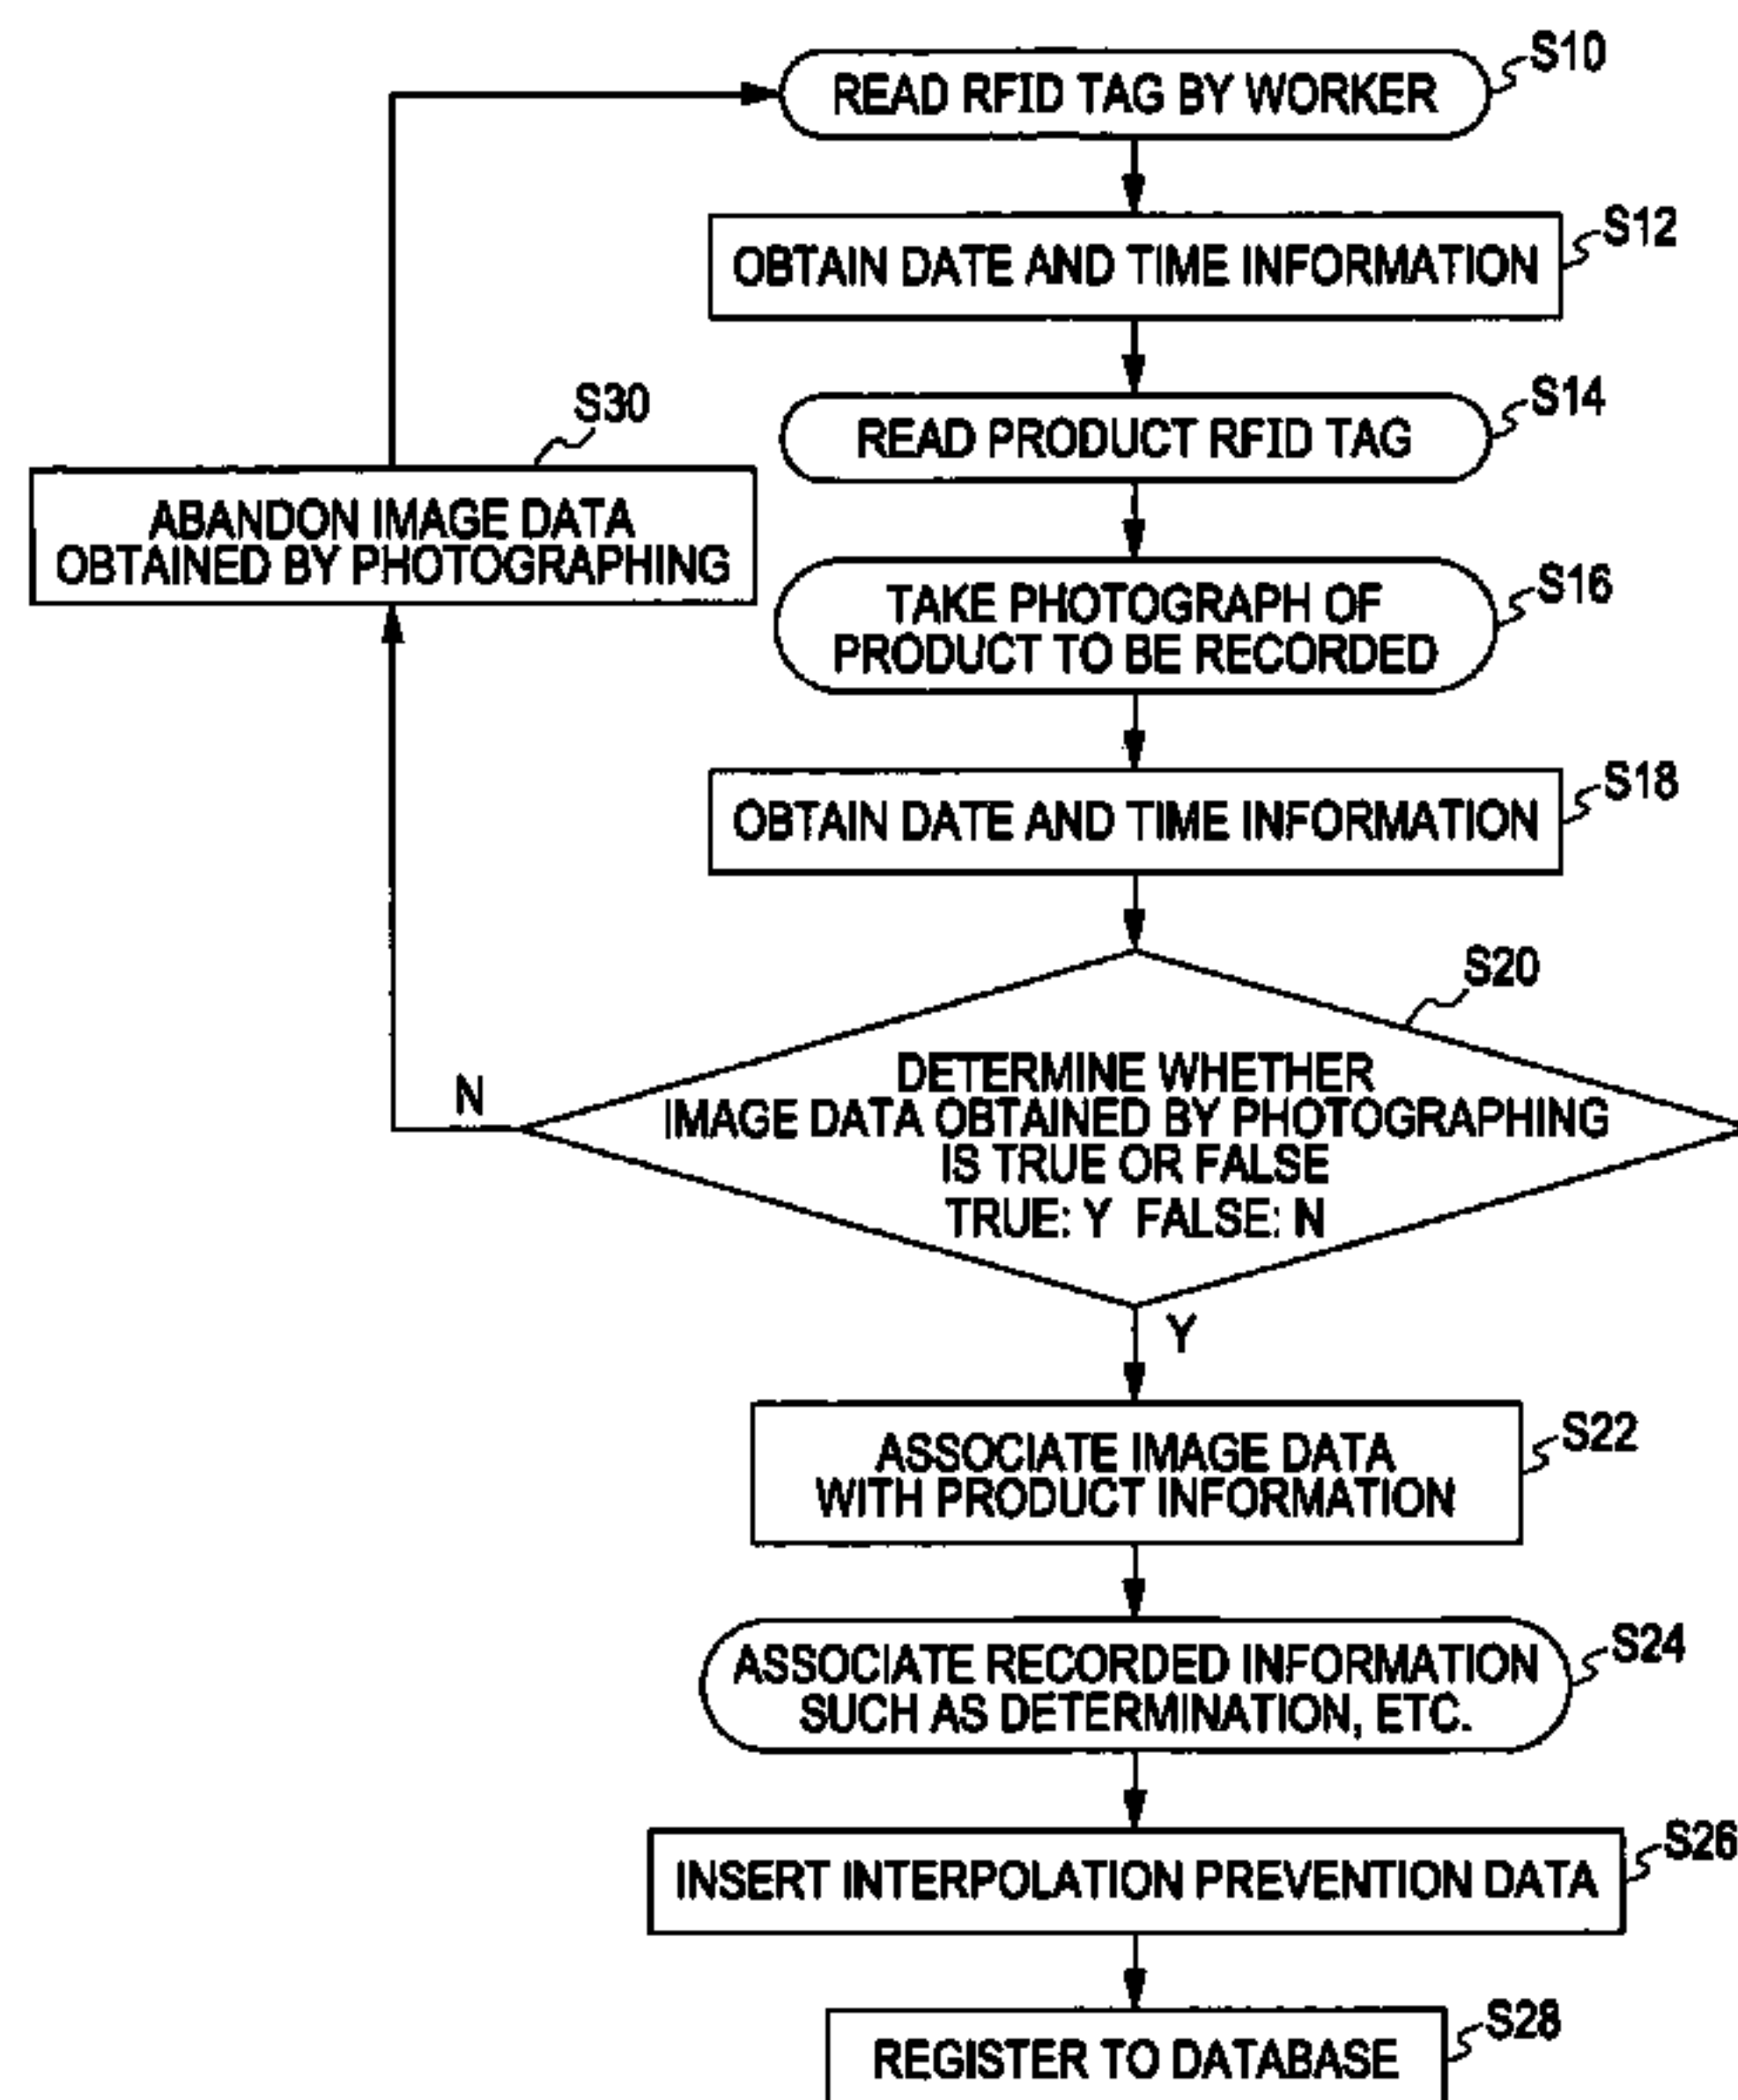 READ RFID TAG BY WORKER
S10
OBTAIN DATE AND TIME INFORMATION
S12
READ PRODUCT RFID TAG
S14
S30
ABANDON IMAGE DATA
OBTAINED BY PHOTOGRAPHING
TAKE PHOTOGRAPH OF
PRODUCT TO BE RECORDED
S16
OBTAIN DATE AND TIME INFORMATION
S18
S20
DETERMINE WHETHER
IMAGE DATA OBTAINED BY PHOTOGRAPHING
IS TRUE OR FALSE
TRUE: Y FALSE: N
N
Y
ASSOCIATE IMAGE DATA
WITH PRODUCT INFORMATION
S22
ASSOCIATE RECORDED INFORMATION
SUCH AS DETERMINATION, ETC.
S24
INSERT INTERPOLATION PREVENTION DATA
S26
REGISTER TO DATABASE
S28